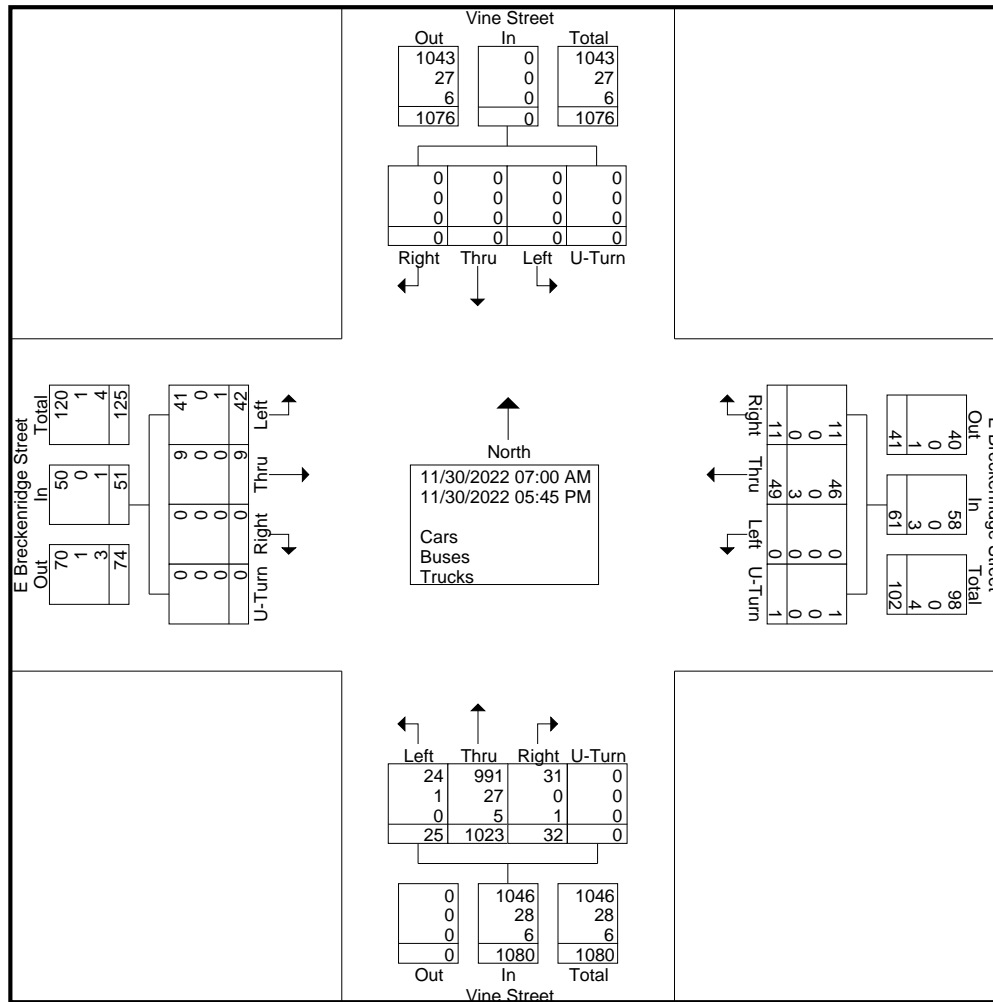 Vine Street
Out In Total
1043 0 1043
27 0 27
6 0 6
1076 0 1076
0 0 0 0
0 0 0 0
0 0 0 0
0 0 0 0
Right Thru Left U-Turn
E Breckenridge Street
Total
120 1 4 125
In
50 0 1 51
Out
70 1 3 74
41 0 1 42
Left
9 0 0 9
Thru
0 0 0 0
Right
0 0 0 0
U-Turn
North
11/30/2022 07:00 AM
11/30/2022 05:45 PM
Cars
Buses
Trucks
Right
11 0 0 11
Thru
46 0 3 49
Left
0 0 0 0
U-Turn
1 0 0 1
E Breckenridge Street
Out
40 0 1 41
In
58 0 3 61
Total
98 0 4 102
Left Thru Right U-Turn
24 991 31 0
1 27 0 0
0 5 1 0
25 1023 32 0
0 1046 1046
0 28 28
0 6 6
0 1080 1080
Out In Total
Vine Street